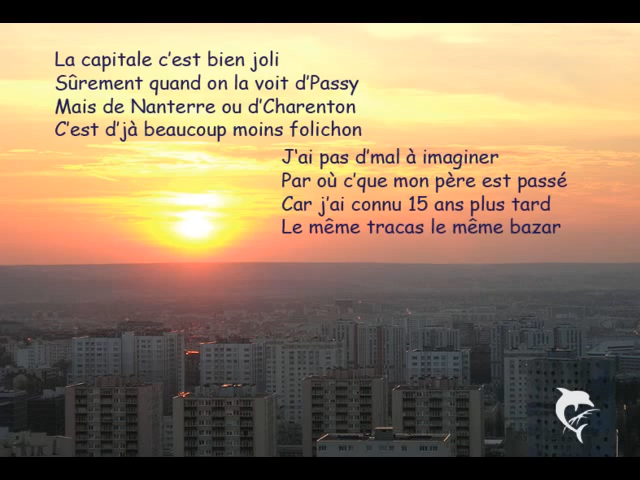 La capitale c'est bien joli
Sûrement quand on la voit d'Passy
Mais de Nanterre ou d'Charenton
C'est d'jà beaucoup moins folichon
J'ai pas d'mal à imaginer
Par où c'que mon père est passé
Car j'ai connu 15 ans plus tard
Le même tracas le même bazar